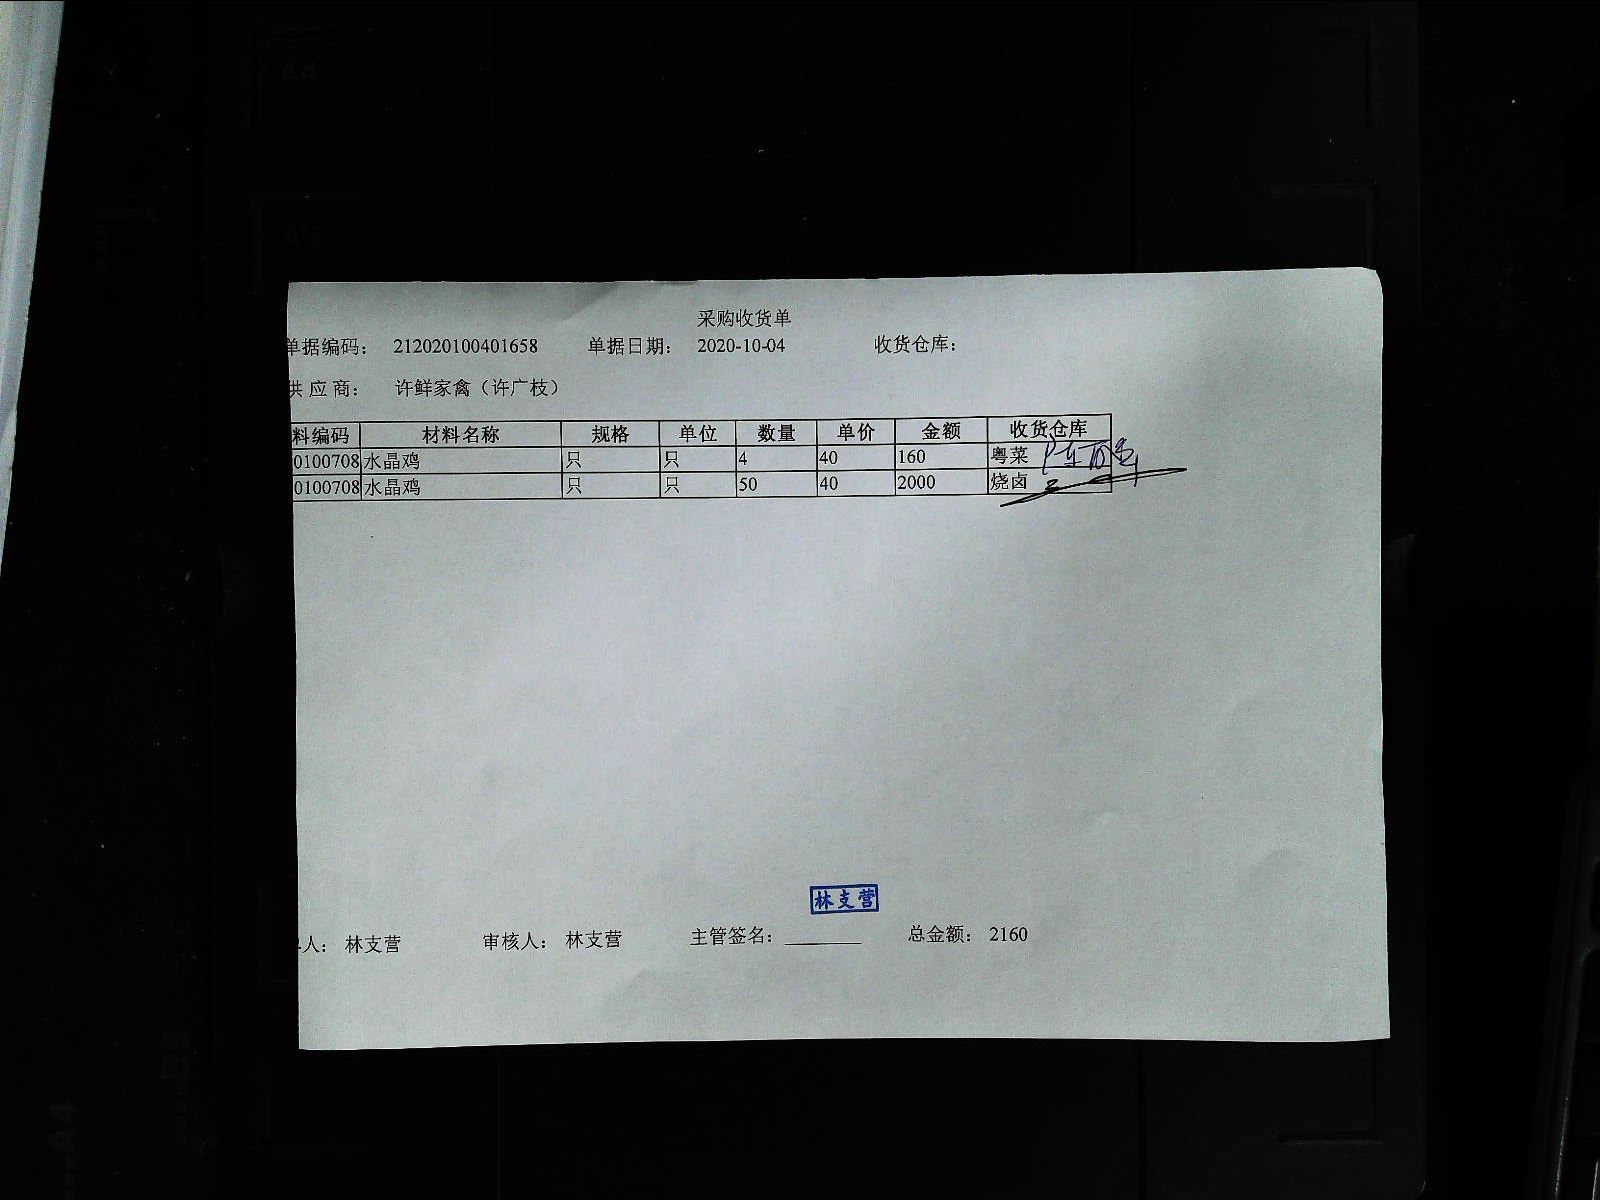 采购收货单
单据编码： 212020100401658 单据日期： 2020-10-04 收货仓库：
供 应 商： 许鲜家禽（许广枝）
料编码 材料名称 规格 单位 数量 单价 金额 收货仓库
0100708 水晶鸡 只 只 4 40 160 粤菜
0100708 水晶鸡 只 只 50 40 2000 烧卤
林支营
人： 林支营 审核人： 林支营 主管签名： 总金额： 2160